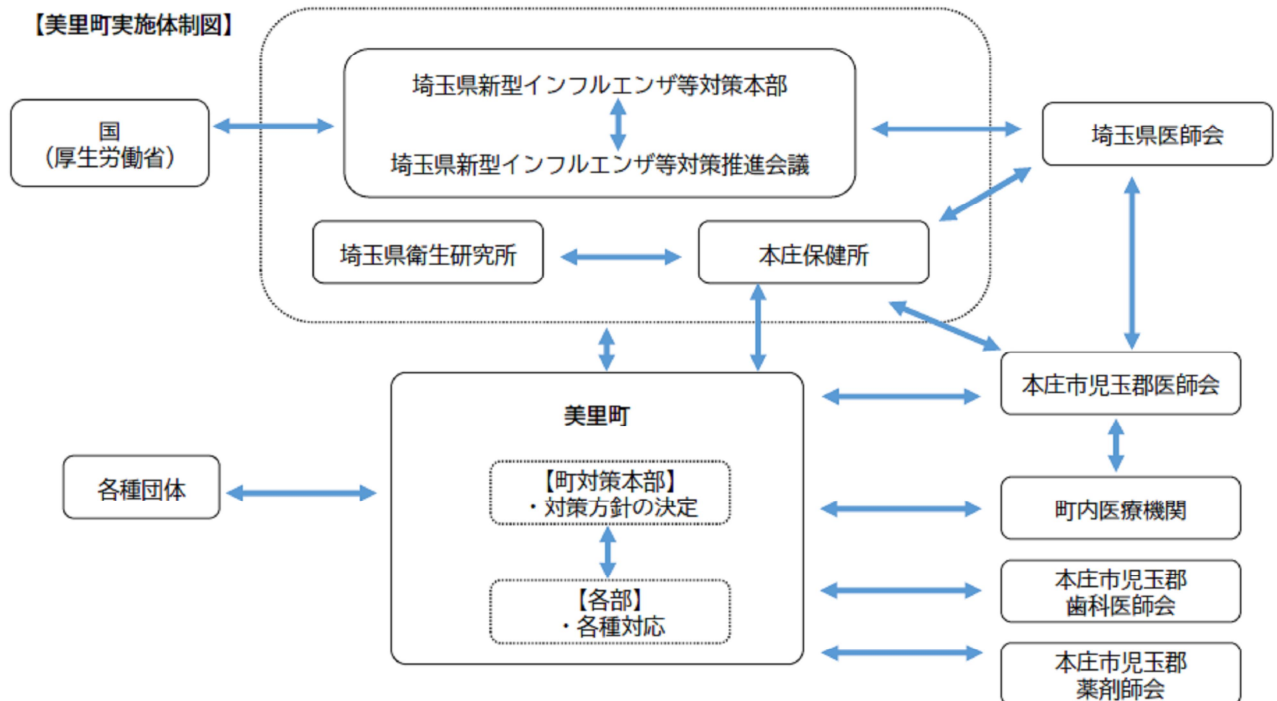 【美里町実施体制図】
埼玉県新型インフルエンザ等対策本部
埼玉県新型インフルエンザ等対策推進会議
国
（厚生労働省）
埼玉県医師会
埼玉県衛生研究所
本庄保健所
本庄市児玉郡医師会
美里町
【町対策本部】
・対策方針の決定
【各部】
・各種対応
各種団体
町内医療機関
本庄市児玉郡
歯科医師会
本庄市児玉郡
薬剤師会